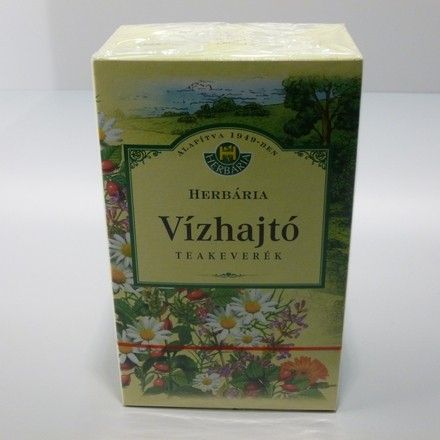 ALAPÍTVA 1949-BEN
HERBÁRIA
HERBÁRIA
Vízhajtó
TEAKEVERÉK